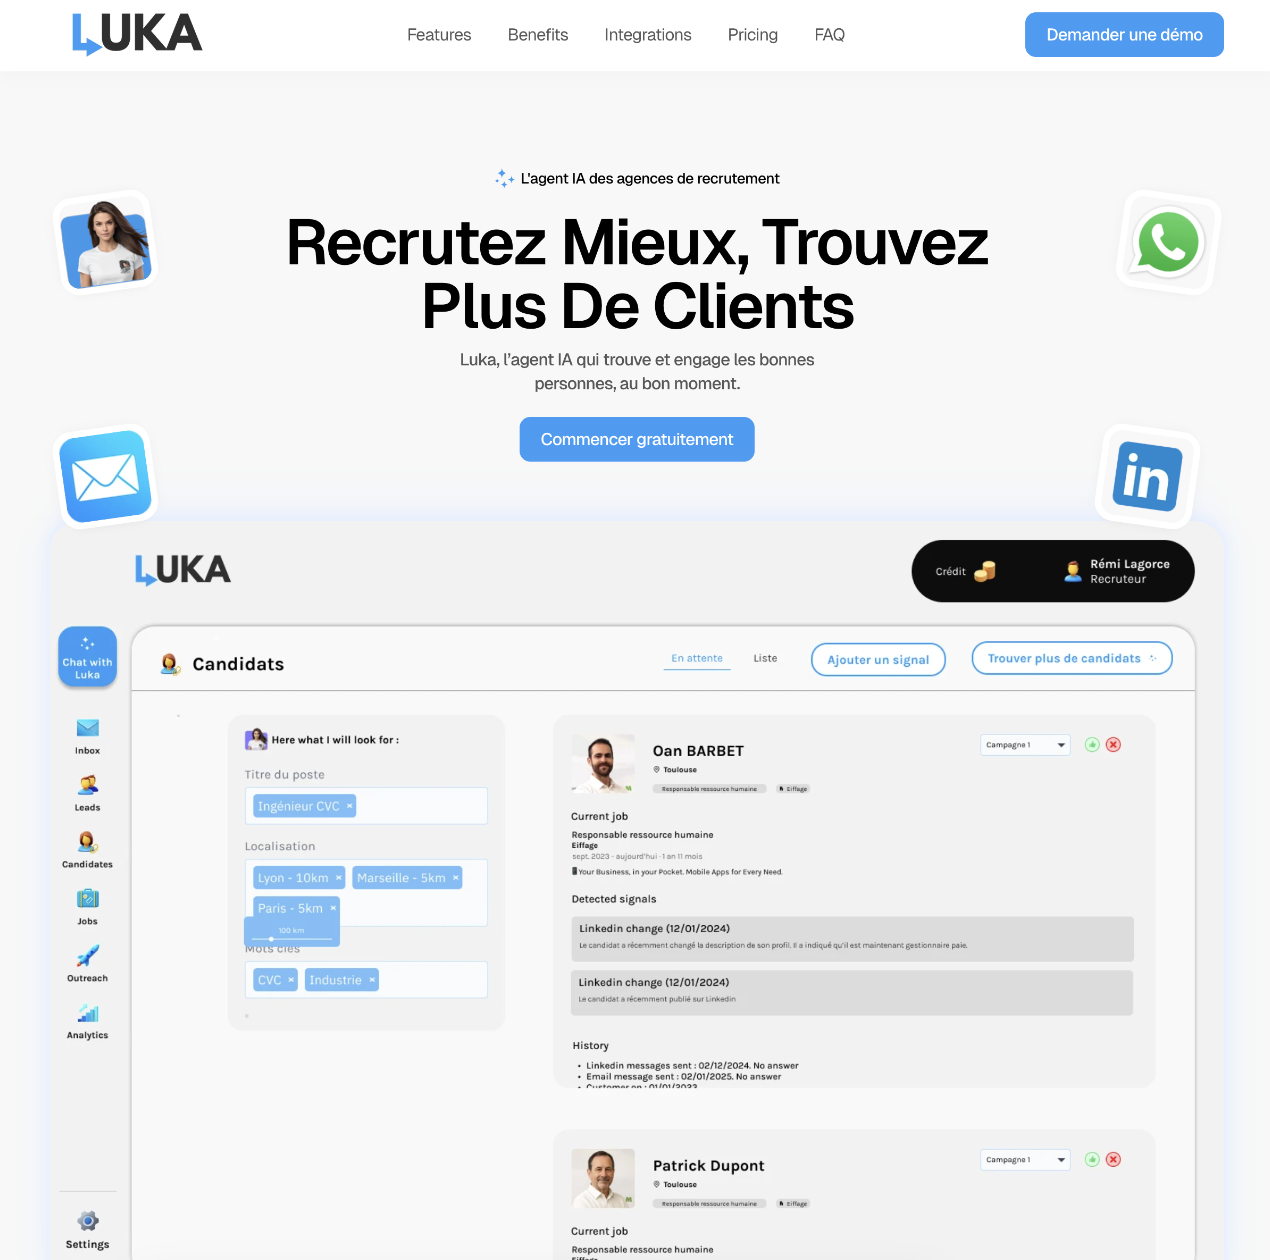 LUKA
Features Benefits Integrations Pricing FAQ
Demander une démo
L'agent IA des agences de recrutement
Recrutez Mieux, Trouvez
Plus De Clients
Luka, l'agent IA qui trouve et engage les bonnes
personnes, au bon moment.
Commencer gratuitement
in
LUKA
Crédit
Rémi Lagorce
Recruteur
Chat with
Luka
Inbox
Leads
Candidates
Jobs
Outreach
Analytics
Settings
Candidats
En attente
Liste
Ajouter un signal
Trouver plus de candidats
Here what I will look for :
Titre du poste
Ingénieur CVC ×
Localisation
Lyon - 10km × Marseille - 5km ×
Paris - 5km ×
100 km
Mots clés
CVC × Industrie ×
Oan BARBET
Toulouse
Responsable ressource humaine Eiffage
Campagne 1
Current job
Responsable ressource humaine
Eiffage
sept. 2023 - aujourd'hui · 1 an 11 mois
Your Business, in your Pocket. Mobile Apps for Every Need.
Detected signals
Linkedin change (12/01/2024)
Le candidat a récemment changé la description de son profil. Il a indiqué qu'il est maintenant gestionnaire paie.
Linkedin change (12/01/2024)
Le candidat a récemment publié sur Linkedin
History
• Linkedin messages sent : 02/12/2024. No answer
• Email message sent : 02/01/2025. No answer
• Customer on : 01/01/2023
Patrick Dupont
Toulouse
Responsable ressource humaine Eiffage
Campagne 1
Current job
Responsable ressource humaine
Eiffage